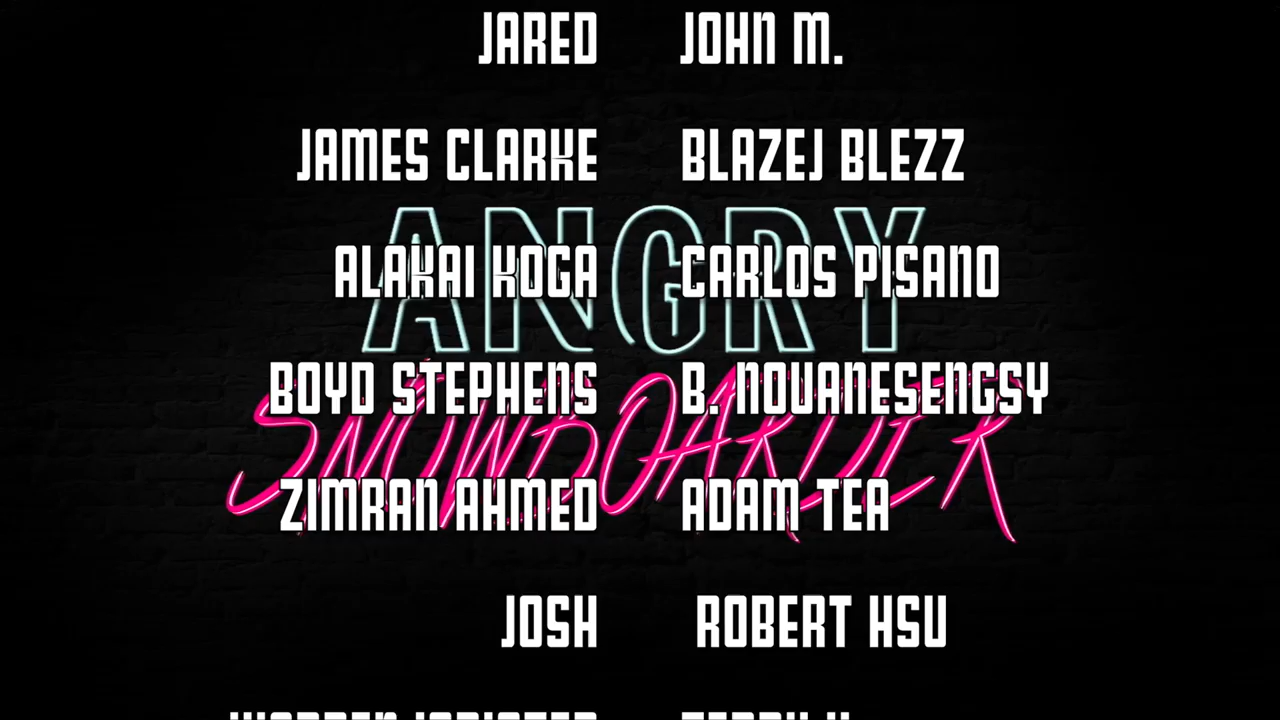 JARED JOHN M.
JAMES CLARKE BLAZEJ BLEZZ
ANGRY
ALAKAI KOGA CARLOS PISANO
BOYD STEPHENS B. NOUANESENGSY
SNOWBOARDER
ZIMRAN AHMED ADAM TEA
JOSH ROBERT HSU